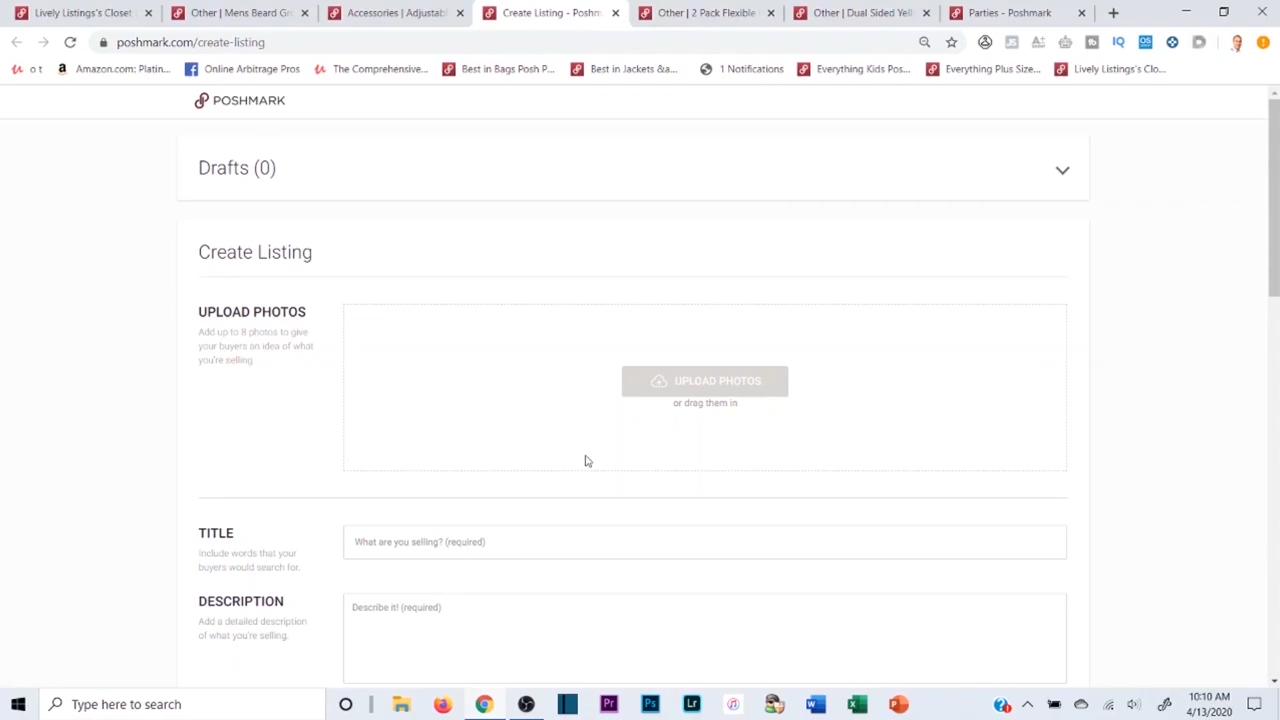 Lively Listings's Closet
Other | Mens Beard Gr
Accessories | Adjustabl
Create Listing - Poshm
Other | 2 Pack Flexible
Other | Dual Sided Yell
Parties - Poshmark
poshmark.com/create-listing
o t
Amazon.com: Platin...
Online Arbitrage Pros
The Comprehensive...
Best in Bags Posh P...
Best in Jackets &a...
1 Notifications
Everything Kids Pos...
Everything Plus Size...
Lively Listings's Clo...
POSHMARK
Drafts (0)
Create Listing
UPLOAD PHOTOS
Add up to 8 photos to give
your buyers an idea of what
you're selling
UPLOAD PHOTOS
or drag them in
TITLE
Include words that your
buyers would search for.
What are you selling? (required)
DESCRIPTION
Add a detailed description
of what you're selling.
Describe it! (required)
Type here to search
Pr
Ps
Lr
10:10 AM
4/13/2020